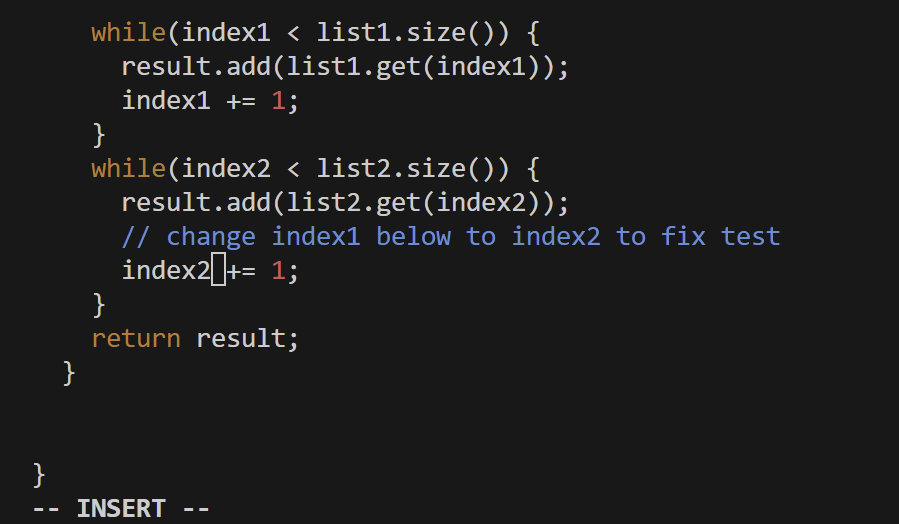 while(index1 < list1.size()) {
result.add(list1.get(index1));
index1 += 1;
}
while(index2 < list2.size()) {
result.add(list2.get(index2));
// change index1 below to index2 to fix test
index2 += 1;
}
return result;
}
}
-- INSERT --